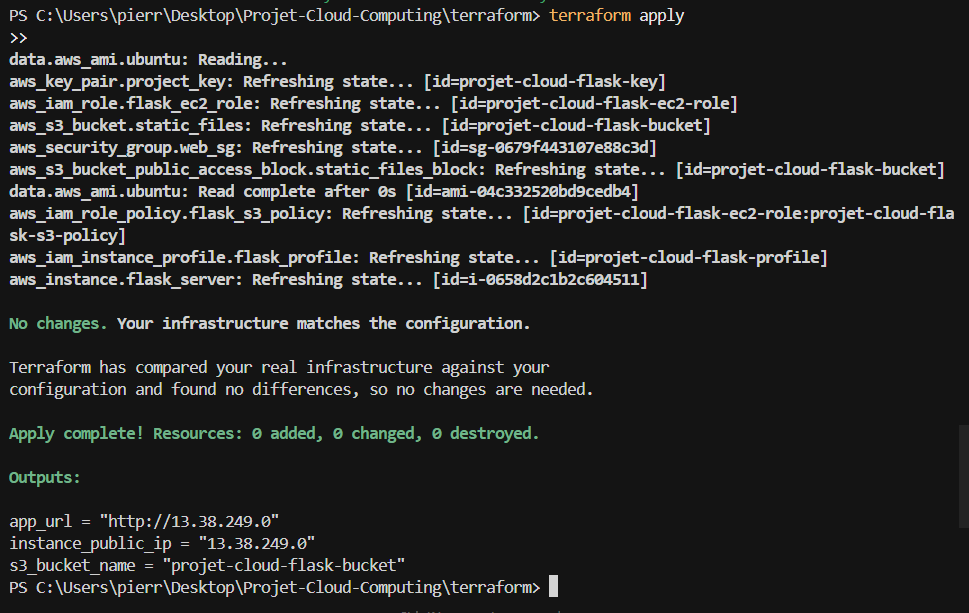 PS C:\Users\pierr\Desktop\Projet-Cloud-Computing\terraform> terraform apply
>>
data.aws_ami.ubuntu: Reading...
aws_key_pair.project_key: Refreshing state... [id=projet-cloud-flask-key]
aws_iam_role.flask_ec2_role: Refreshing state... [id=projet-cloud-flask-ec2-role]
aws_s3_bucket.static_files: Refreshing state... [id=projet-cloud-flask-bucket]
aws_security_group.web_sg: Refreshing state... [id=sg-0679f443107e88c3d]
aws_s3_bucket_public_access_block.static_files_block: Refreshing state... [id=projet-cloud-flask-bucket]
data.aws_ami.ubuntu: Read complete after 0s [id=ami-04c332520bd9cedb4]
aws_iam_role_policy.flask_s3_policy: Refreshing state... [id=projet-cloud-flask-ec2-role:projet-cloud-fla
sk-s3-policy]
aws_iam_instance_profile.flask_profile: Refreshing state... [id=projet-cloud-flask-profile]
aws_instance.flask_server: Refreshing state... [id=i-0658d2c1b2c604511]
No changes. Your infrastructure matches the configuration.
Terraform has compared your real infrastructure against your
configuration and found no differences, so no changes are needed.
Apply complete! Resources: 0 added, 0 changed, 0 destroyed.
Outputs:
app_url = "http://13.38.249.0"
instance_public_ip = "13.38.249.0"
s3_bucket_name = "projet-cloud-flask-bucket"
PS C:\Users\pierr\Desktop\Projet-Cloud-Computing\terraform>